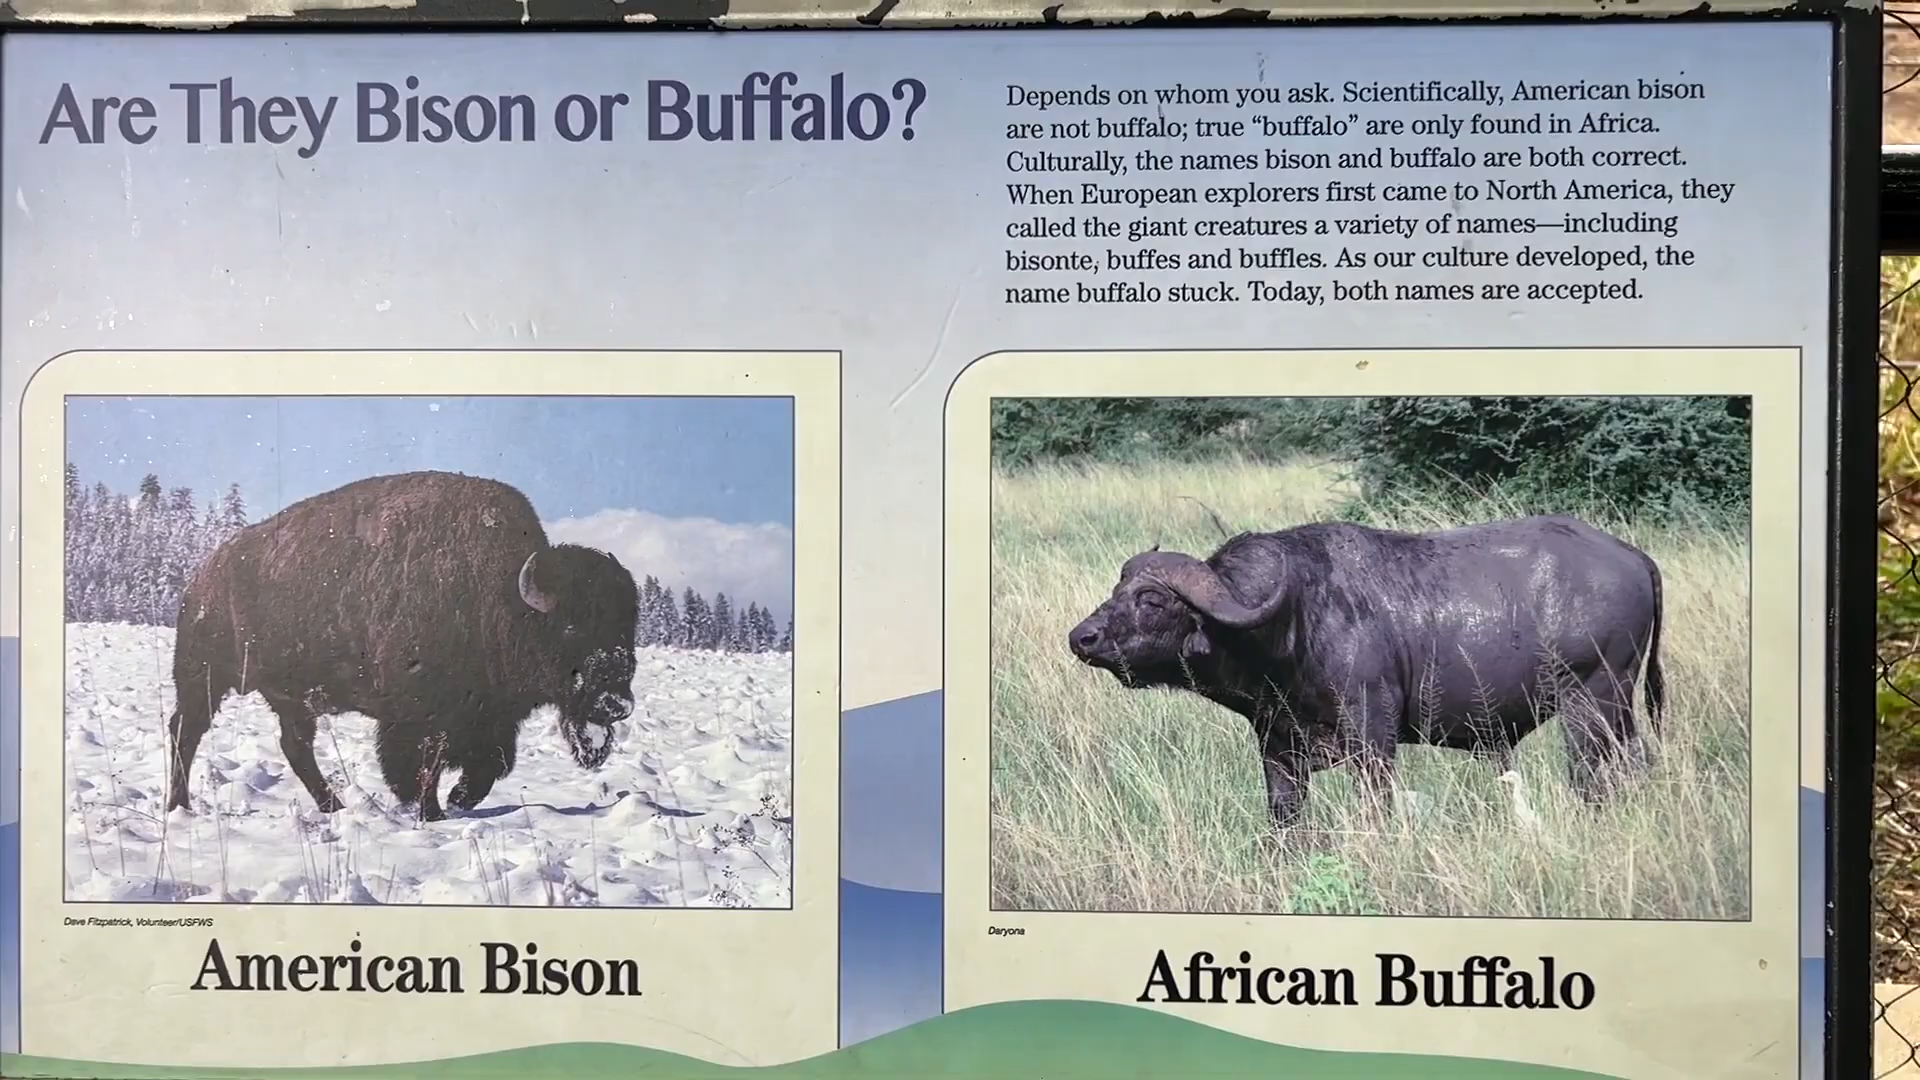 Are They Bison or Buffalo?
Depends on whom you ask. Scientifically, American bison
are not buffalo; true “buffalo” are only found in Africa.
Culturally, the names bison and buffalo are both correct.
When European explorers first came to North America, they
called the giant creatures a variety of names—including
bisonte, buffes and buffles. As our culture developed, the
name buffalo stuck. Today, both names are accepted.
Dave Fitzpatrick, Volunteer/USFWS
American Bison
Daryona
African Buffalo